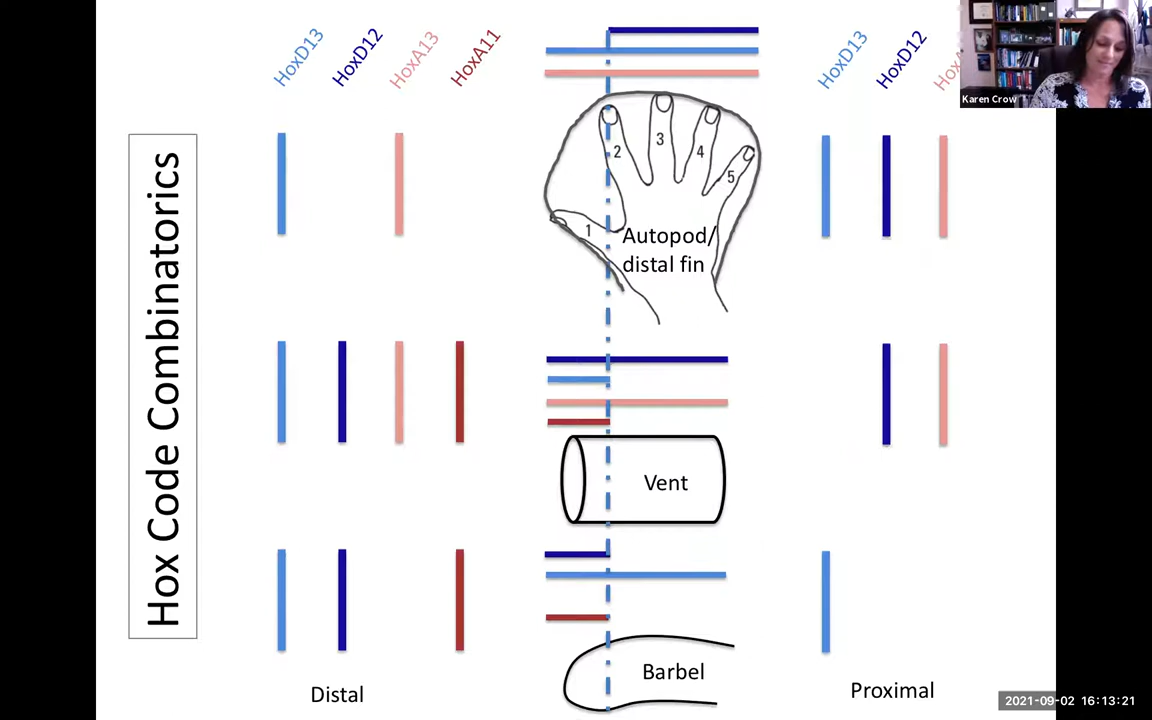 HoxD13
HoxD12
HoxA13
HoxA11
HoxD13
HoxD12
Karen Crow
Hox Code Combinatorics
1
2
3
4
5
Autopod/
distal fin
Vent
Barbel
Distal
Proximal
2021-09-02 16:13:21